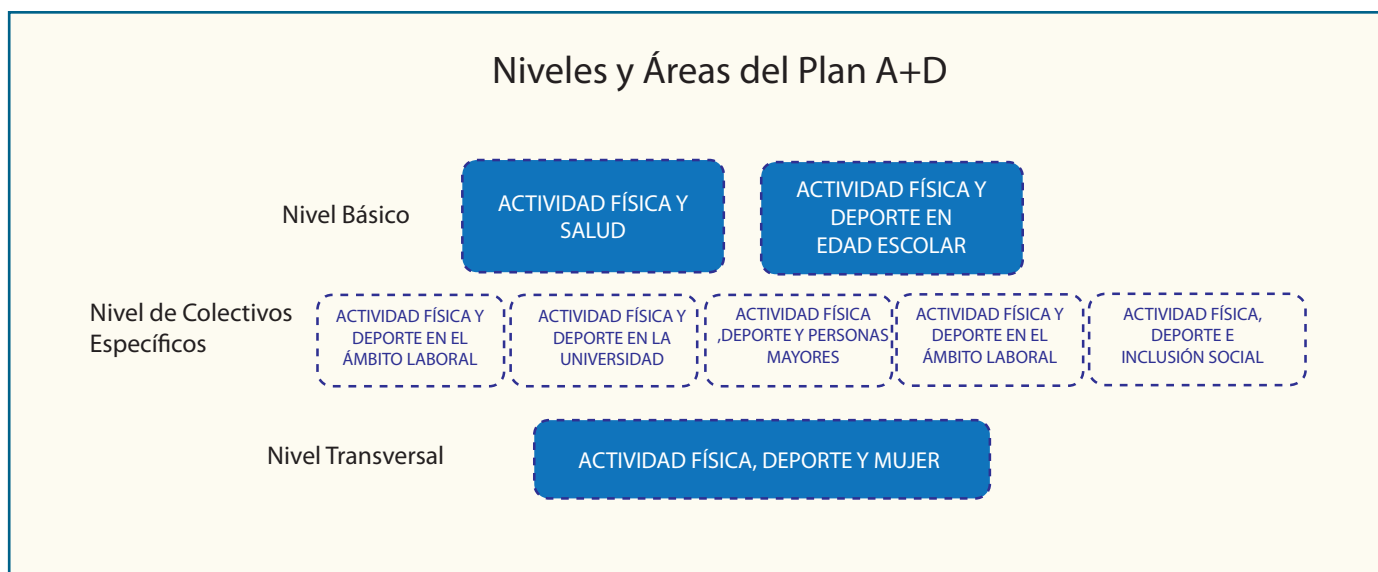 Niveles y Áreas del Plan A+D
Nivel Básico
ACTIVIDAD FÍSICA Y
SALUD
ACTIVIDAD FÍSICA Y
DEPORTE EN
EDAD ESCOLAR
Nivel de Colectivos
Específicos
ACTIVIDAD FÍSICA Y
DEPORTE EN EL
ÁMBITO LABORAL
ACTIVIDAD FÍSICA Y
DEPORTE EN LA
UNIVERSIDAD
ACTIVIDAD FÍSICA
,DEPORTE Y PERSONAS
MAYORES
ACTIVIDAD FÍSICA Y
DEPORTE EN EL
ÁMBITO LABORAL
ACTIVIDAD FÍSICA,
DEPORTE E
INCLUSIÓN SOCIAL
Nivel Transversal
ACTIVIDAD FÍSICA, DEPORTE Y MUJER